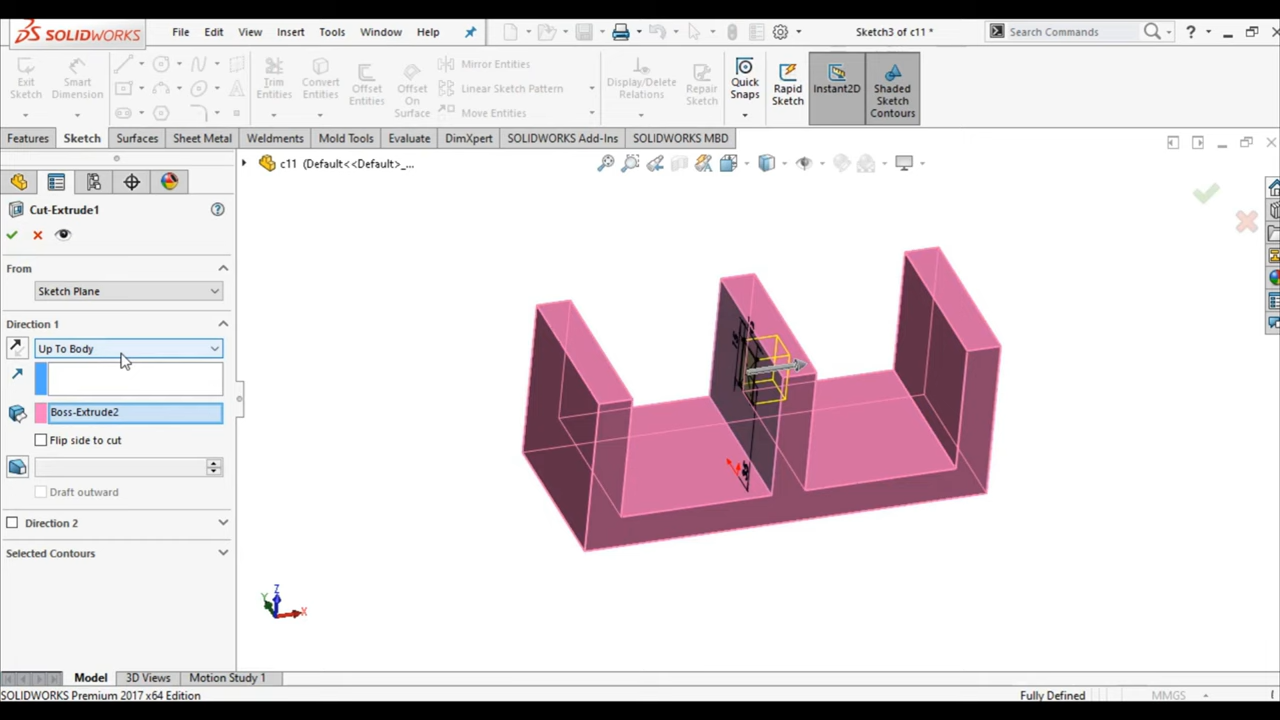 SOLIDWORKS File Edit View Insert Tools Window Help Sketch3 of c11 * Search Commands ?
Exit Sketch
Smart Dimension
Trim Entities
Convert Entities
Offset Entities
Offset On Surface
Mirror Entities
Linear Sketch Pattern
Move Entities
Display/Delete Relations
Repair Sketch
Quick Snaps
Rapid Sketch
Instant2D
Shaded Sketch Contours
Features Sketch Surfaces Sheet Metal Weldments Mold Tools Evaluate DimXpert SOLIDWORKS Add-Ins SOLIDWORKS MBD
c11 (Default<<Default>_...
Cut-Extrude1 ?
From
Sketch Plane
Direction 1
Up To Body
Boss-Extrude2
Flip side to cut
Draft outward
Direction 2
Selected Contours
Z
Y
X
Model 3D Views Motion Study 1
SOLIDWORKS Premium 2017 x64 Edition Fully Defined MMGS